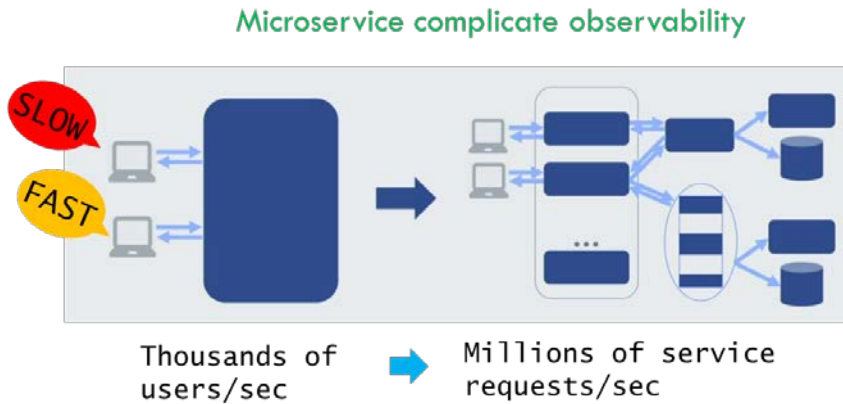 Microservice complicate observability
SLOW
FAST
...
Thousands of
users/sec
Millions of service
requests/sec